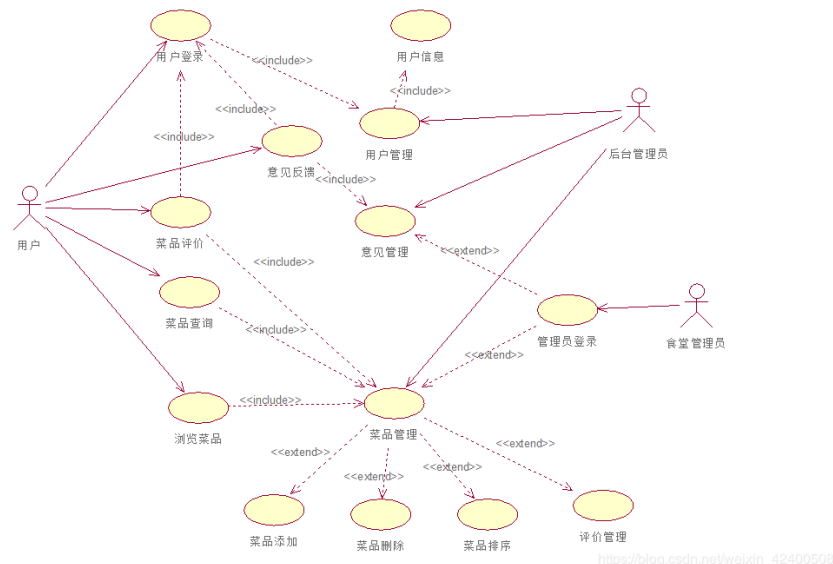 用户登录
<<include>>
用户信息
<<include>>
<<include>>
<<include>>
用户管理
后台管理员
意见反馈
<<include>>
用户
菜品评价
意见管理
<<extend>>
<<include>>
菜品查询
<<include>>
管理员登录
食堂管理员
<<extend>>
<<include>>
浏览菜品
菜品管理
<<extend>>
<<extend>>
<<extend>>
<<extend>>
菜品添加
菜品删除
菜品排序
评价管理
https://blog.csdn.net/weixin_42400508